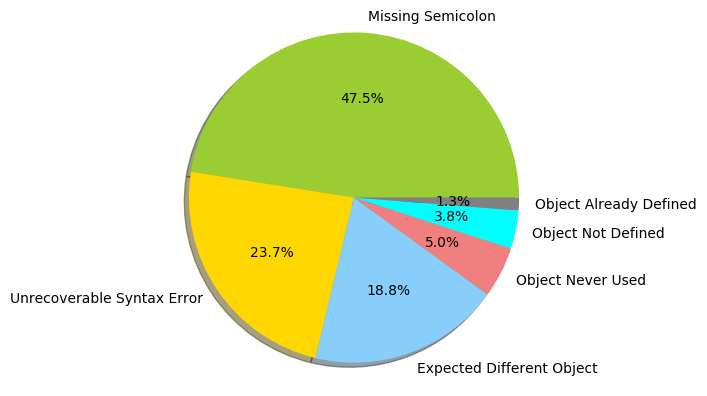 Missing Semicolon
47.5%
1.3%
Object Already Defined
3.8%
Object Not Defined
5.0%
23.7%
Object Never Used
18.8%
Unrecoverable Syntax Error
Expected Different Object